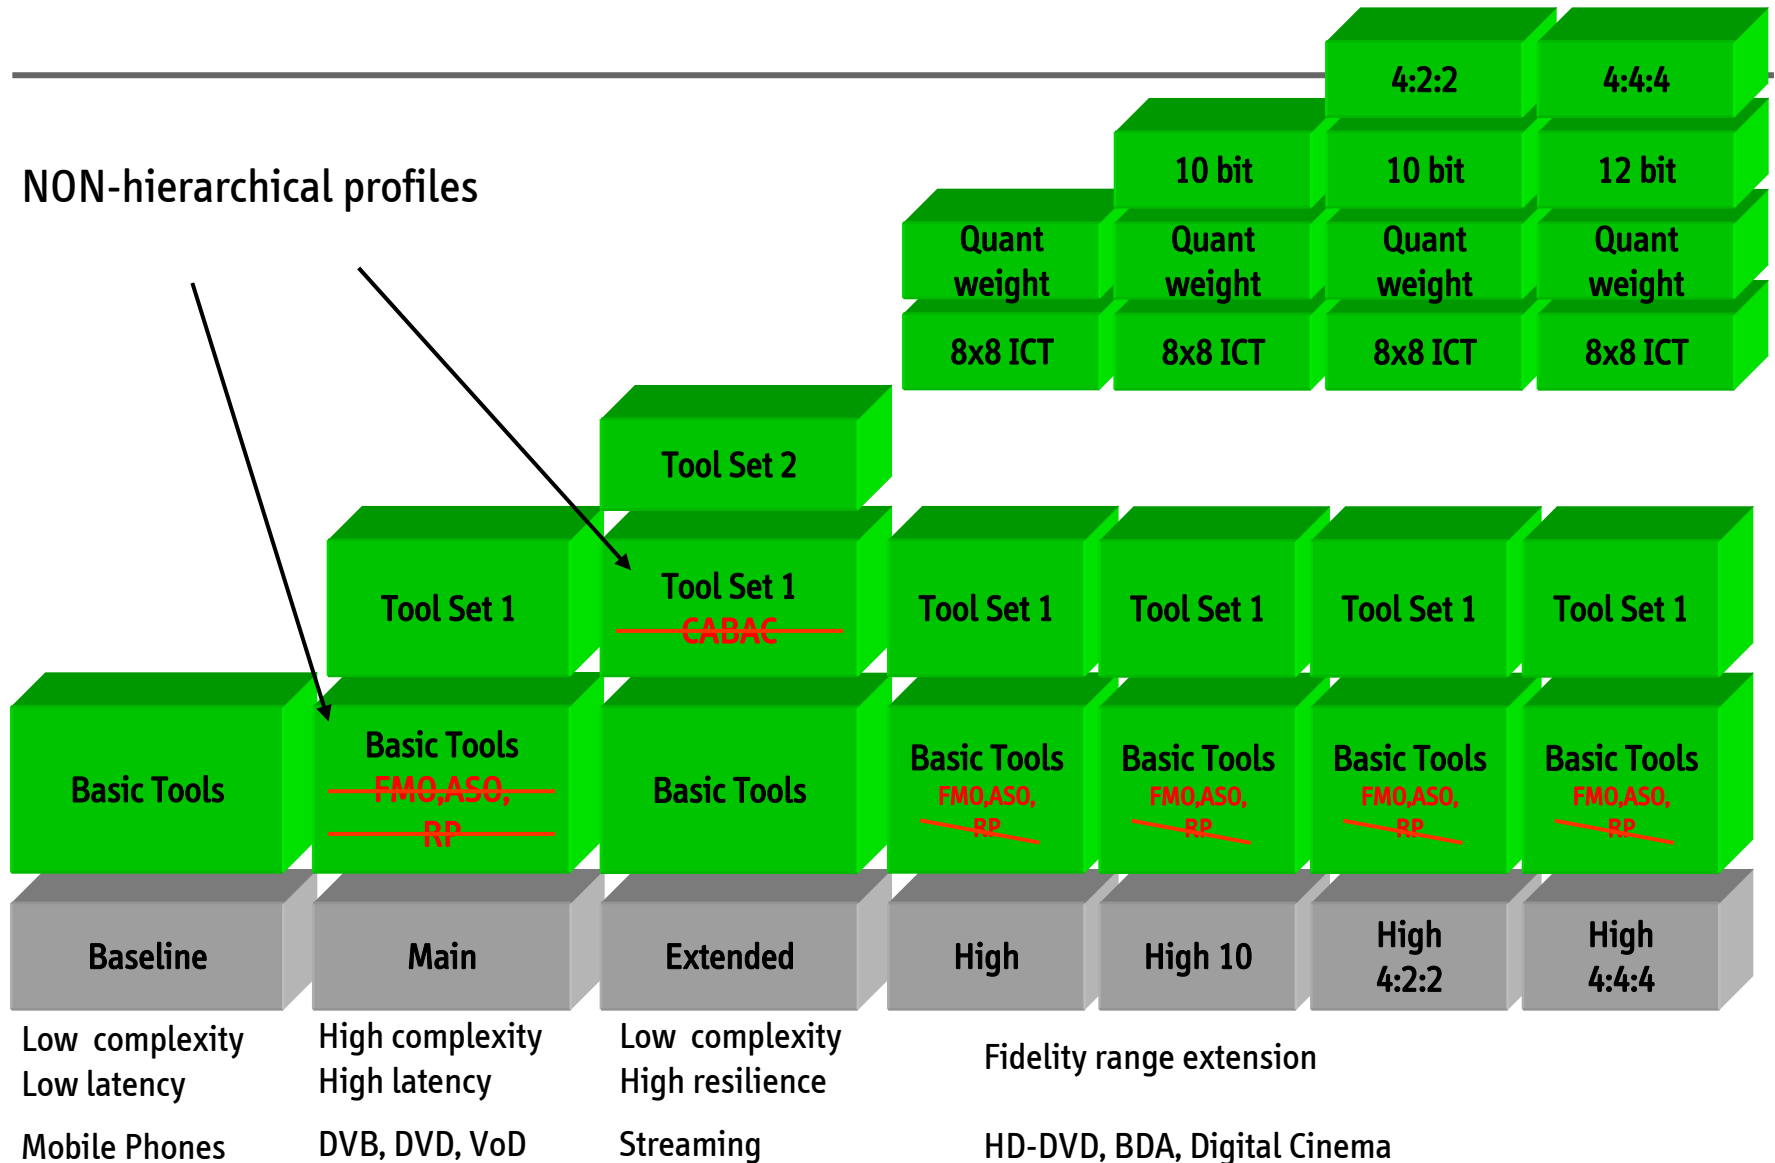 4:2:2
4:4:4
NON-hierarchical profiles
10 bit
10 bit
12 bit
Quant
weight
Quant
weight
Quant
weight
Quant
weight
8x8 ICT
8x8 ICT
8x8 ICT
8x8 ICT
Tool Set 2
Tool Set 1
Tool Set 1
CABAC
Tool Set 1
Tool Set 1
Tool Set 1
Tool Set 1
Basic Tools
Basic Tools
FMO,ASO,
RP
Basic Tools
Basic Tools
FMO,ASO,
RP
Basic Tools
FMO,ASO,
RP
Basic Tools
FMO,ASO,
RP
Basic Tools
FMO,ASO,
RP
Baseline
Main
Extended
High
High 10
High
4:2:2
High
4:4:4
Low complexity
Low latency
Mobile Phones
High complexity
High latency
DVB, DVD, VoD
Low complexity
High resilience
Streaming
Fidelity range extension
HD-DVD, BDA, Digital Cinema